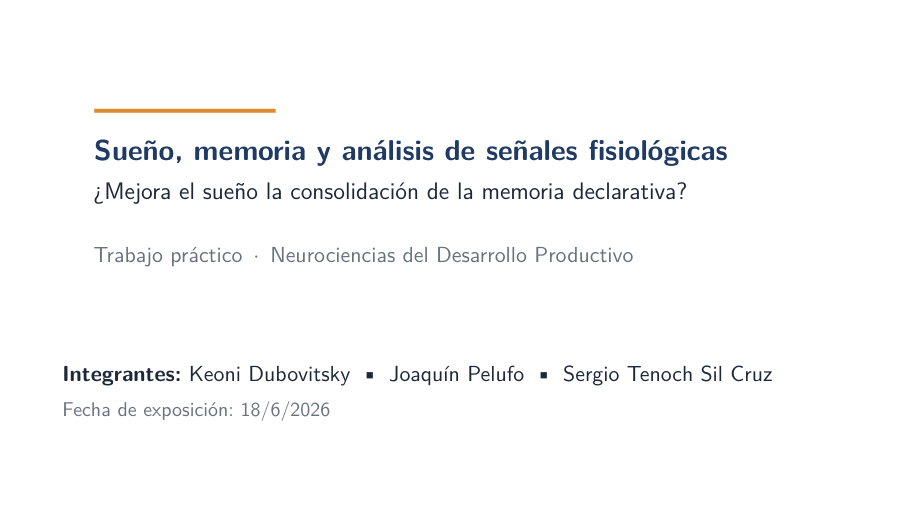 Sueño, memoria y análisis de señales fisiológicas
¿Mejora el sueño la consolidación de la memoria declarativa?
Trabajo práctico · Neurociencias del Desarrollo Productivo
Integrantes: Keoni Dubovitsky ▪ Joaquín Pelufo ▪ Sergio Tenoch Sil Cruz
Fecha de exposición: 18/6/2026